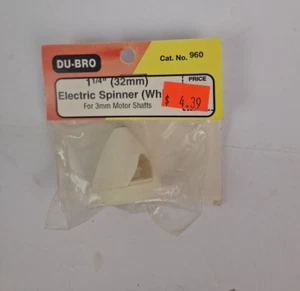 DU-BRO
Cat. No. 960
1 1/4" (32mm)
PRICE
Electric Spinner (Wh
For 3mm Motor Shafts
$ 4.39